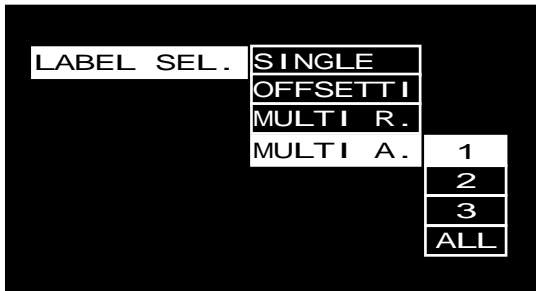 LABEL SEL. SINGLE
OFFSETTI
MULTI R.
MULTI A. 1
2
3
ALL